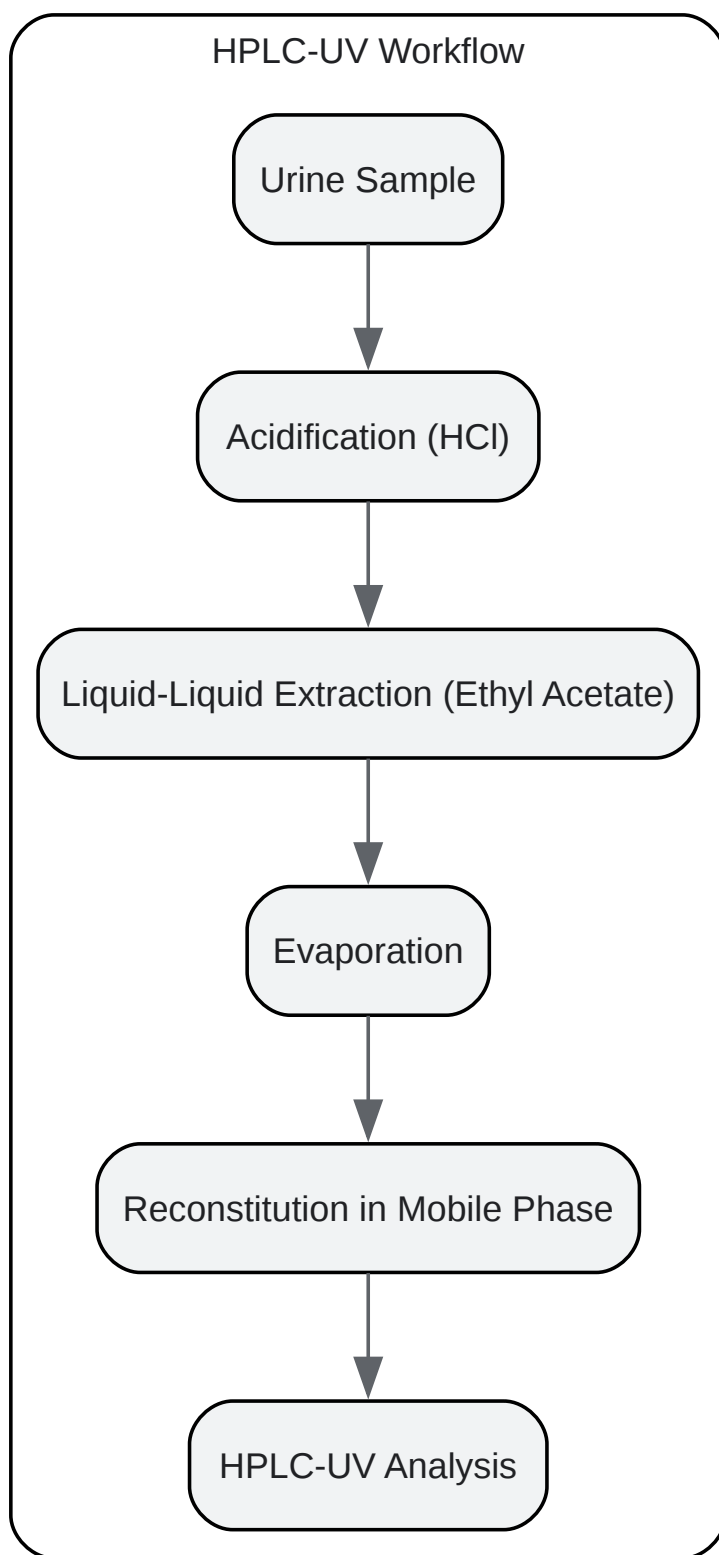 HPLC-UV Workflow
Urine Sample
Acidification (HCl)
Liquid-Liquid Extraction (Ethyl Acetate)
Evaporation
Reconstitution in Mobile Phase
HPLC-UV Analysis